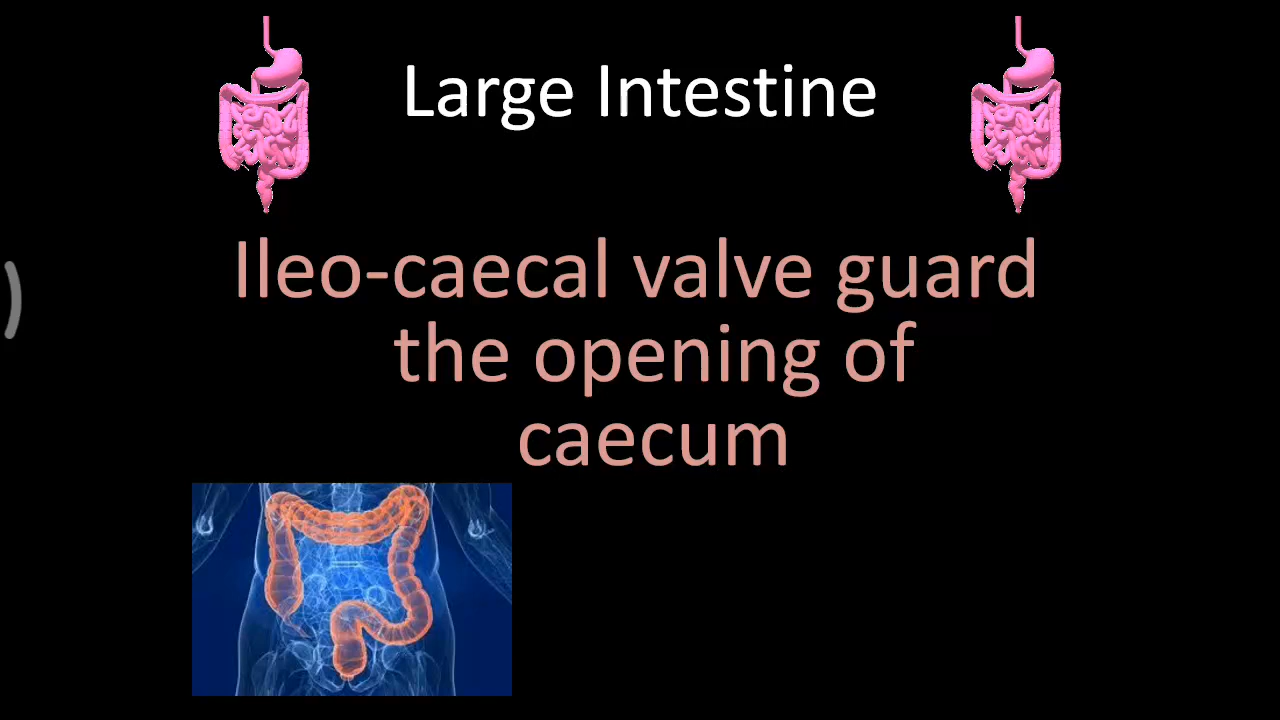 Large Intestine
Ileo-caecal valve guard
the opening of
caecum